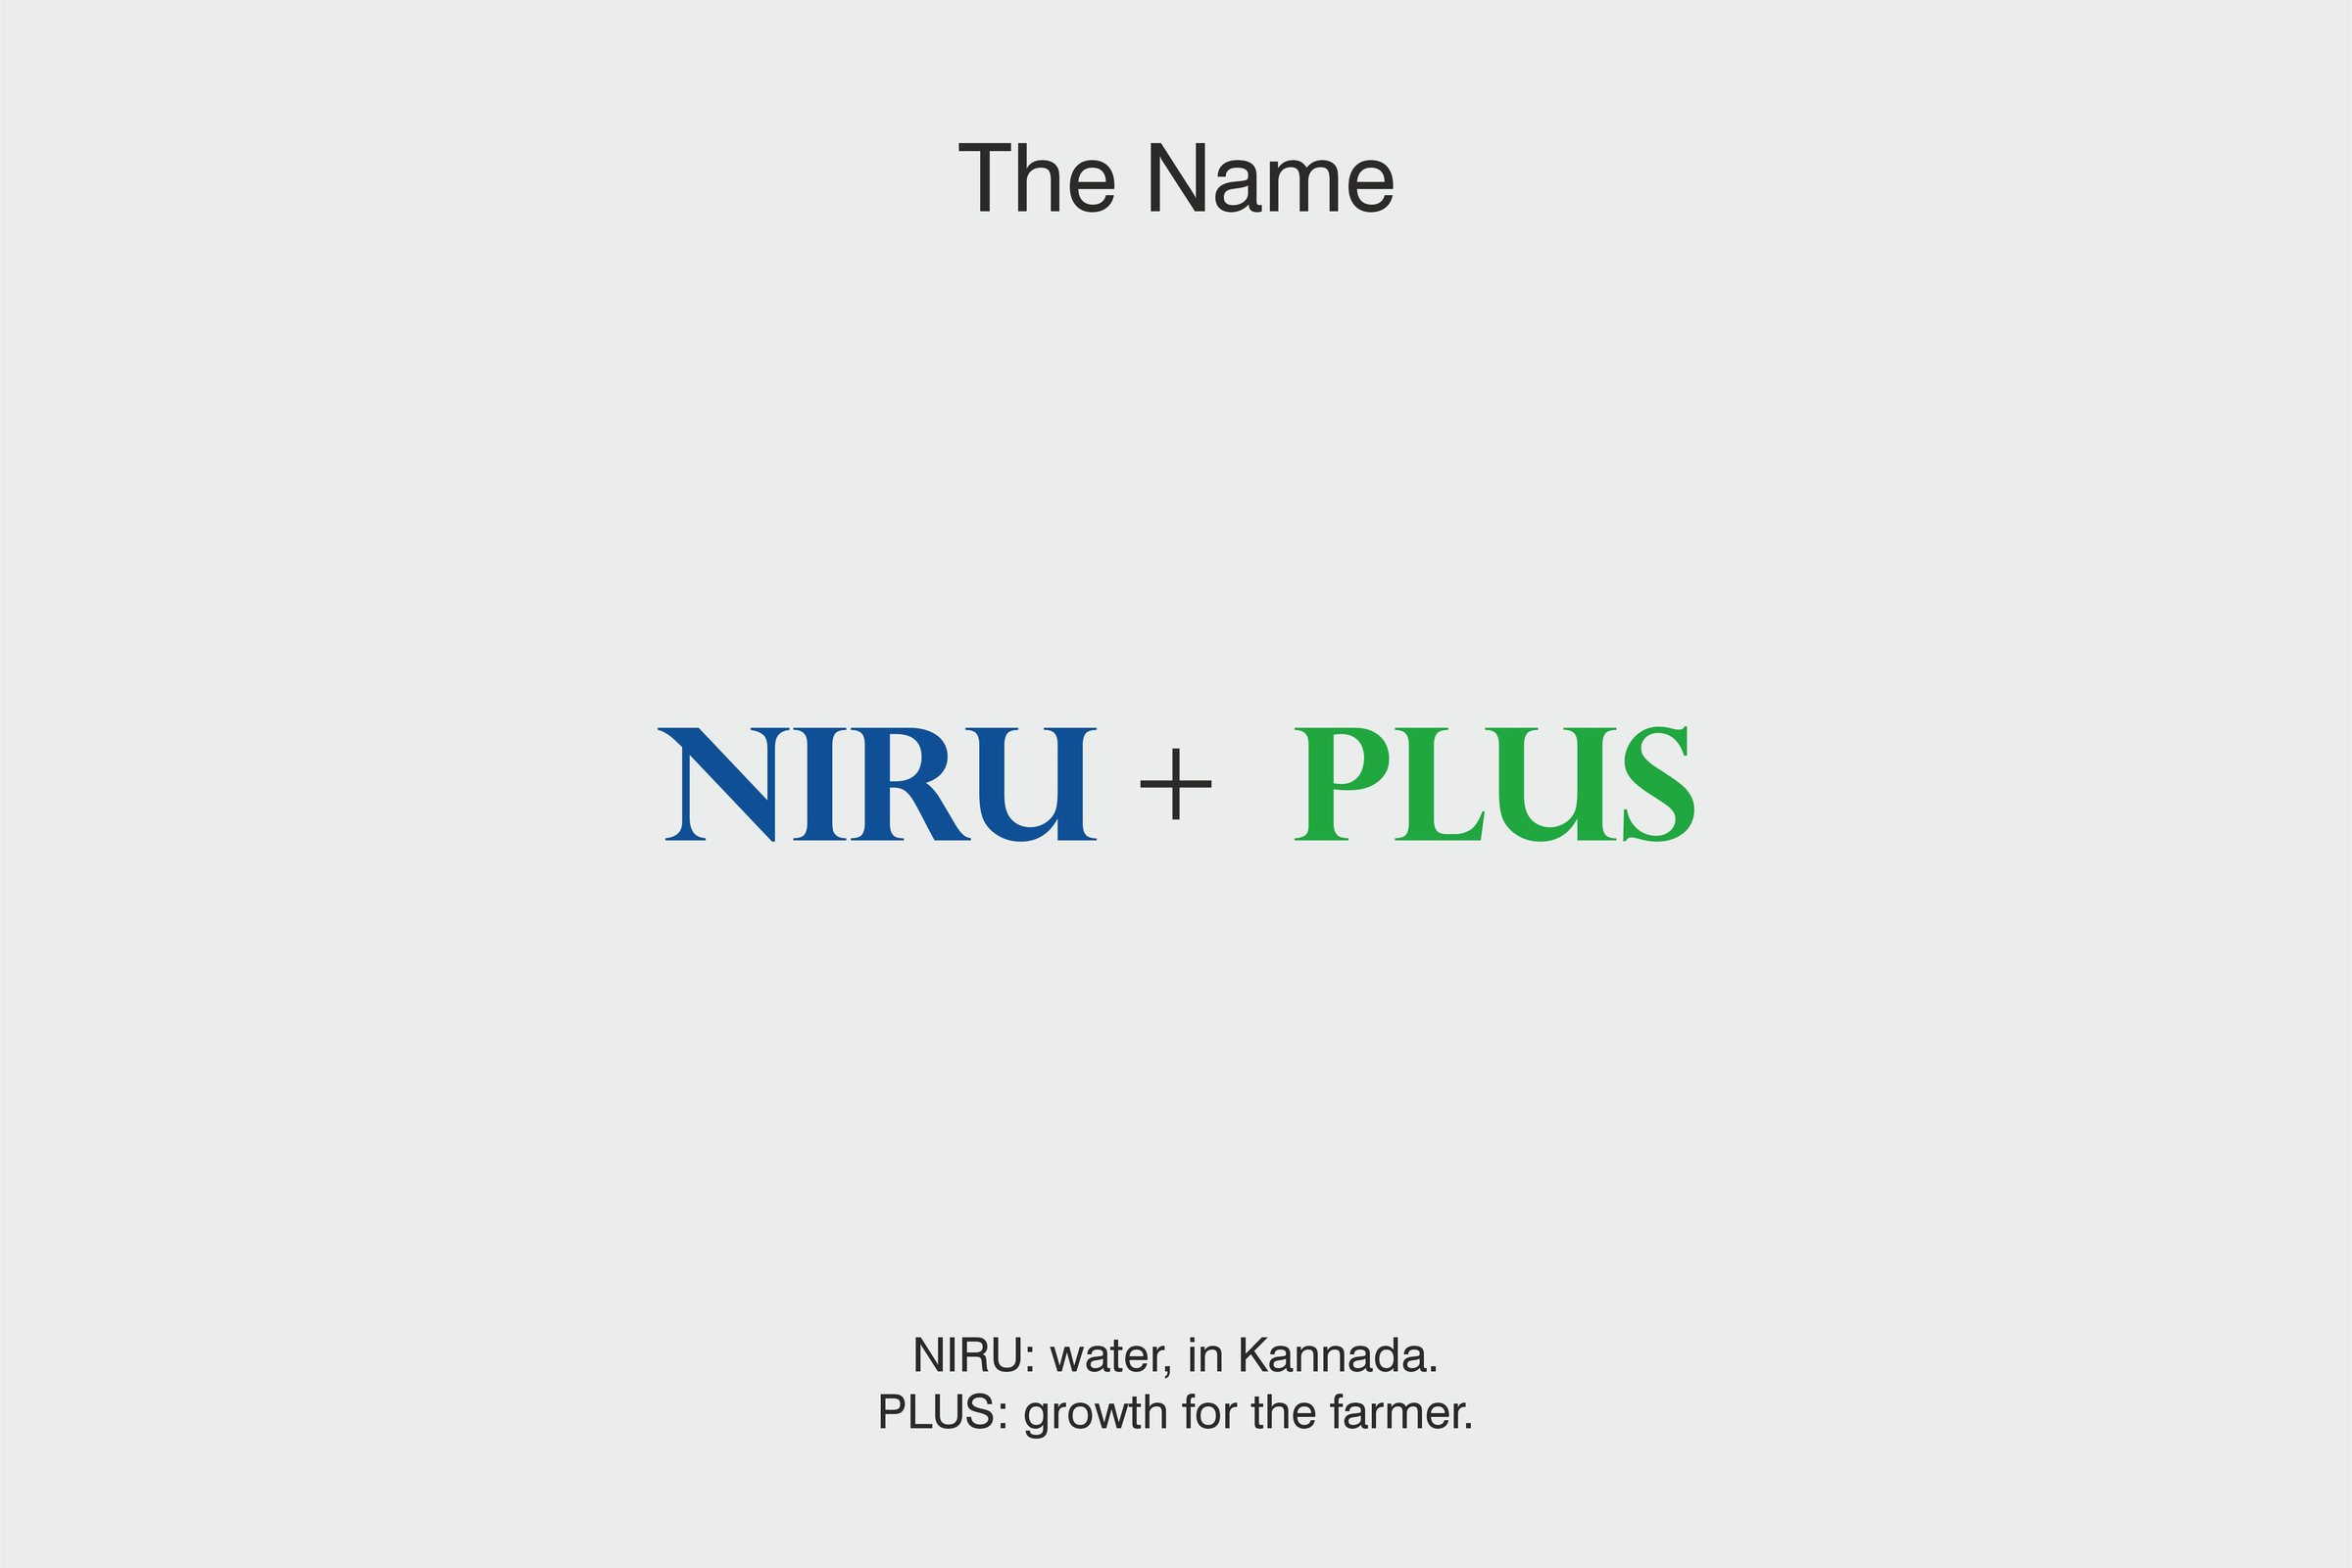 The Name
NIRU + PLUS
NIRU: water, in Kannada.
PLUS: growth for the farmer.